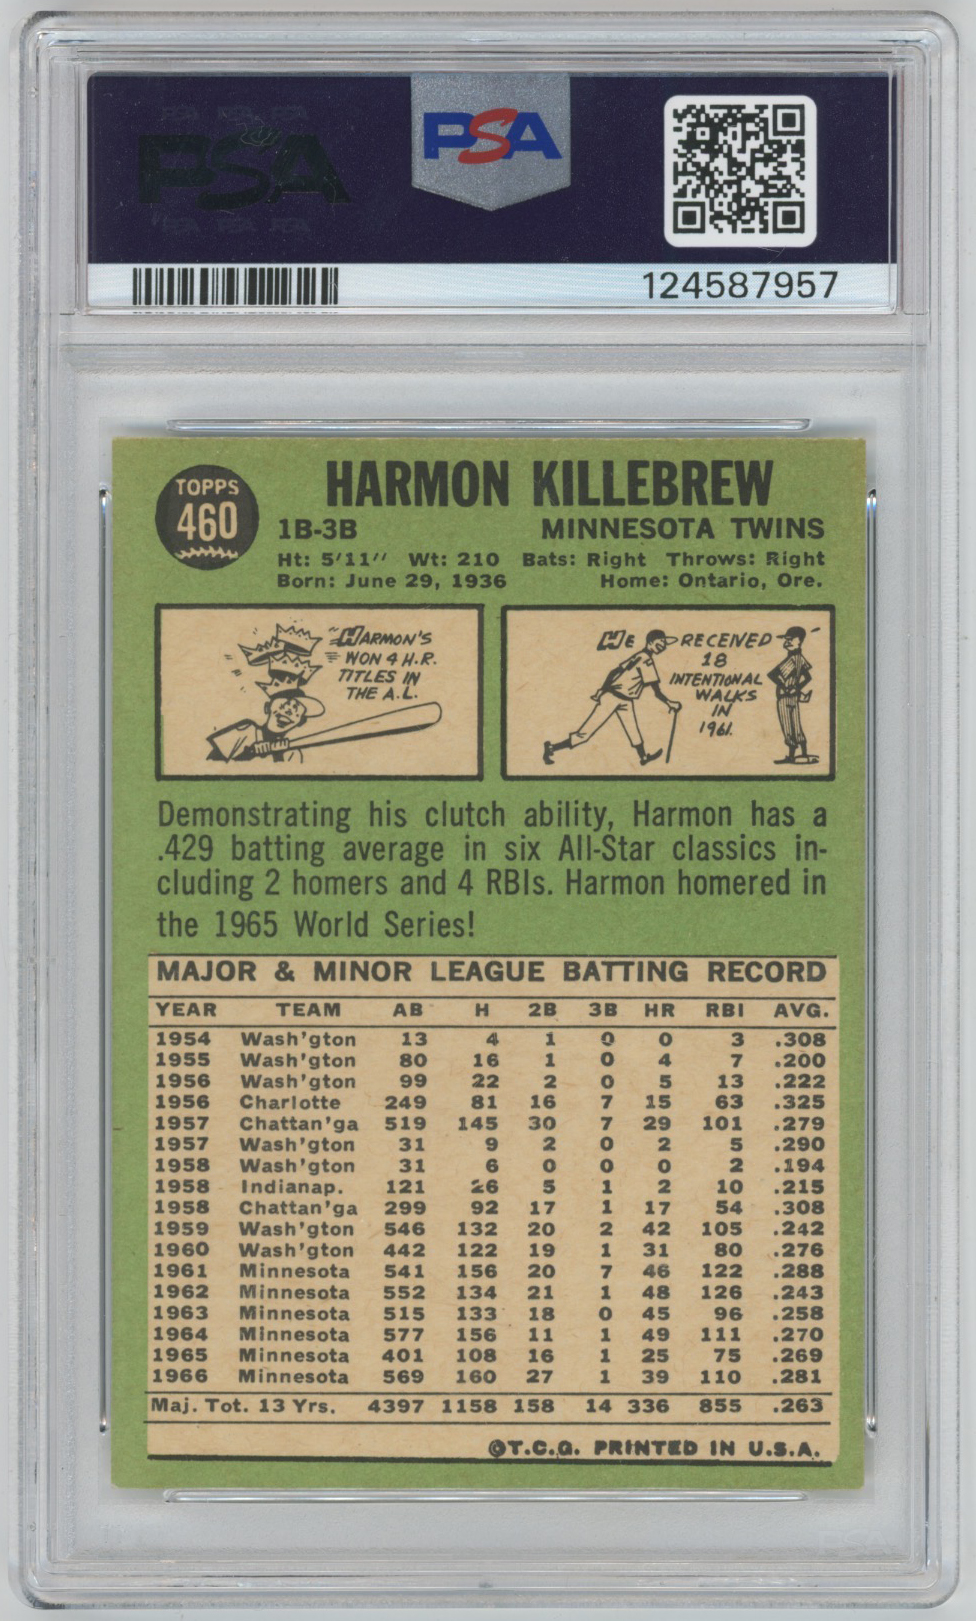 PSA
PSA
124587957
TOPPS
460
HARMON KILLEBREW
1B-3B MINNESOTA TWINS
Ht: 5'11'' Wt: 210 Bats: Right Throws: Right
Born: June 29, 1936 Home: Ontario, Ore.
HARMON'S
WON 4 H.R.
TITLES IN
THE A.L.
HE RECEIVED
18
INTENTIONAL
WALKS
IN
1961.
Demonstrating his clutch ability, Harmon has a
.429 batting average in six All-Star classics in-
cluding 2 homers and 4 RBIs. Harmon homered in
the 1965 World Series!
MAJOR & MINOR LEAGUE BATTING RECORD
YEAR TEAM AB H 2B 3B HR RBI AVG.
1954 Wash'gton 13 4 1 0 0 3 .308
1955 Wash'gton 80 16 1 0 4 7 .200
1956 Wash'gton 99 22 2 0 5 13 .222
1956 Charlotte 249 81 16 7 15 63 .325
1957 Chattan'ga 519 145 30 7 29 101 .279
1957 Wash'gton 31 9 2 0 2 5 .290
1958 Wash'gton 31 6 0 0 0 2 .194
1958 Indianap. 121 26 5 1 2 10 .215
1958 Chattan'ga 299 92 17 1 17 54 .308
1959 Wash'gton 546 132 20 2 42 105 .242
1960 Wash'gton 442 122 19 1 31 80 .276
1961 Minnesota 541 156 20 7 46 122 .288
1962 Minnesota 552 134 21 1 48 126 .243
1963 Minnesota 515 133 18 0 45 96 .258
1964 Minnesota 577 156 11 1 49 111 .270
1965 Minnesota 401 108 16 1 25 75 .269
1966 Minnesota 569 160 27 1 39 110 .281
Maj. Tot. 13 Yrs. 4397 1158 158 14 336 855 .263
©T.C.G. PRINTED IN U.S.A.
PSA